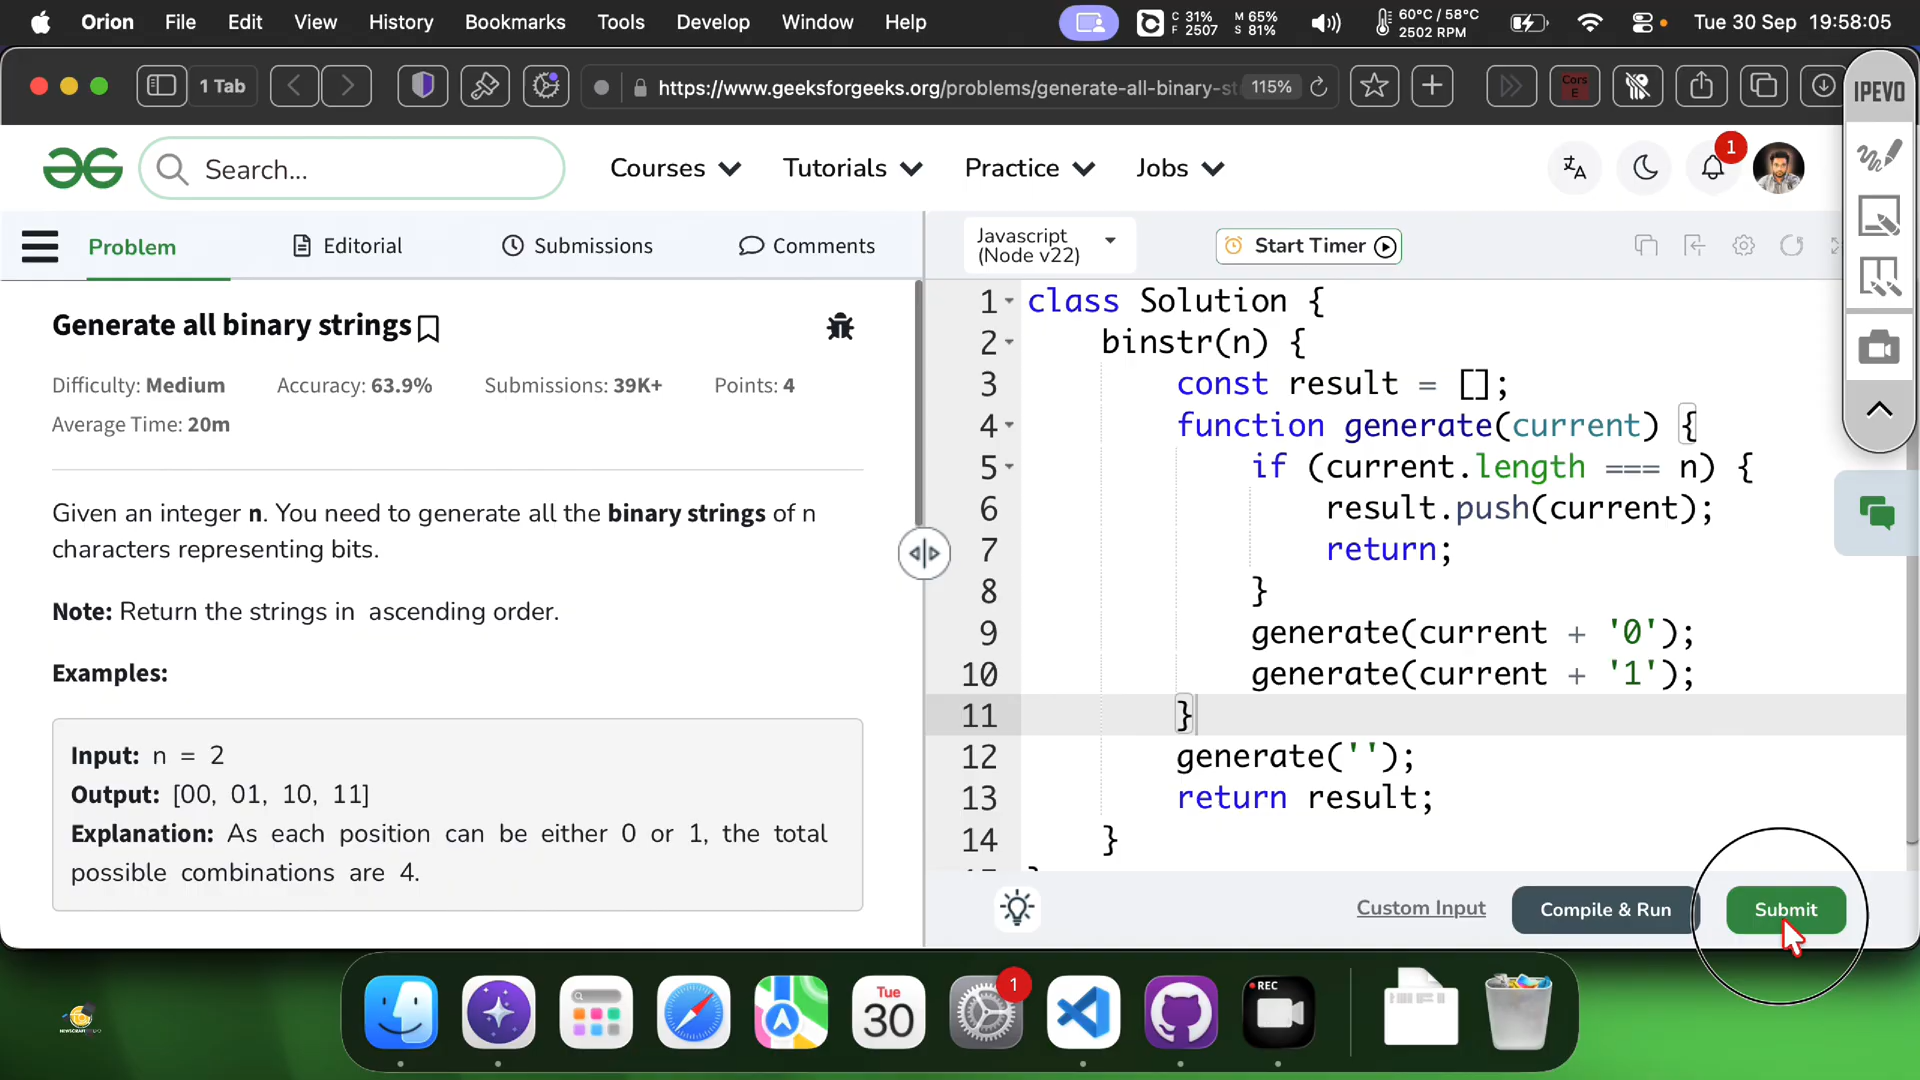 Orion File Edit View History Bookmarks Tools Develop Window Help
C 31% F 2507 M 65% S 81% 60°C / 58°C 2502 RPM Tue 30 Sep 19:58:05
1 Tab https://www.geeksforgeeks.org/problems/generate-all-binary-st 115% Cors E IPEVO
Search... Courses Tutorials Practice Jobs 1
Problem Editorial Submissions Comments
Javascript (Node v22) Start Timer
Generate all binary strings
Difficulty: Medium Accuracy: 63.9% Submissions: 39K+ Points: 4
Average Time: 20m
Given an integer n. You need to generate all the binary strings of n
characters representing bits.
Note: Return the strings in ascending order.
Examples:
Input: n = 2
Output: [00, 01, 10, 11]
Explanation: As each position can be either 0 or 1, the total
possible combinations are 4.
1 class Solution {
2 binstr(n) {
3 const result = [];
4 function generate(current) {
5 if (current.length === n) {
6 result.push(current);
7 return;
8 }
9 generate(current + '0');
10 generate(current + '1');
11 }
12 generate('');
13 return result;
14 }
Custom Input Compile & Run Submit
Tue
30
1
REC